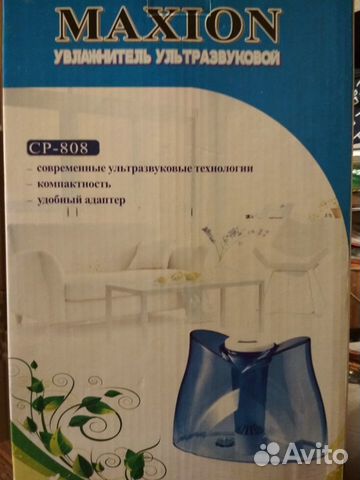 MAXION
УВЛАЖНИТЕЛЬ УЛЬТРАЗВУКОВОЙ
CP-808
– современные ультразвуковые технологии
– компактность
– удобный адаптер
Avito